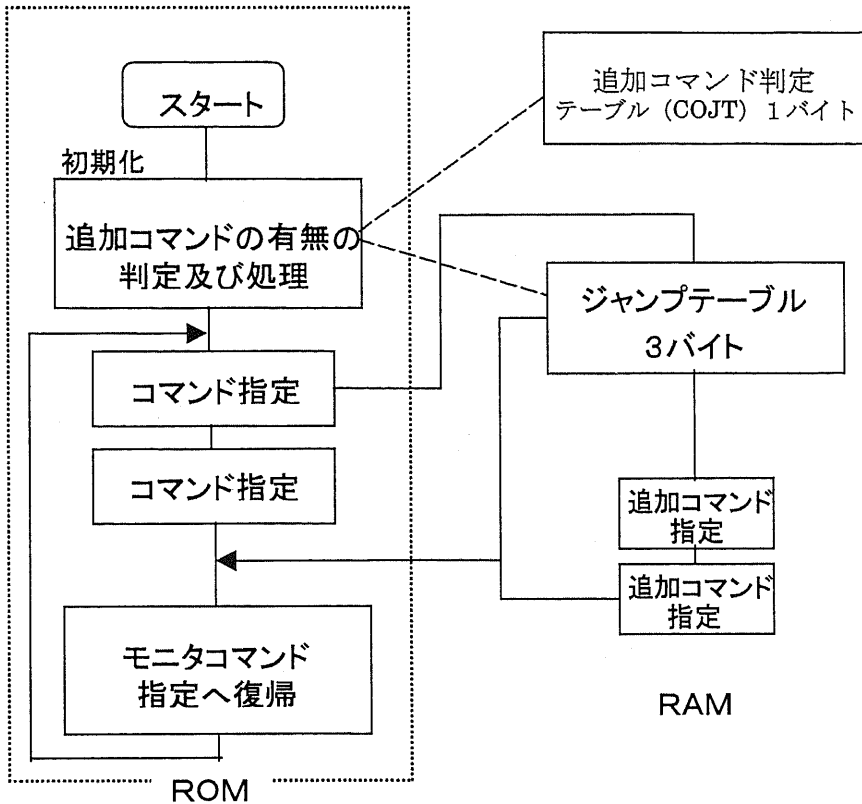 スタート
初期化
追加コマンドの有無の
判定及び処理
コマンド指定
コマンド指定
モニタコマンド
指定へ復帰
ROM
追加コマンド判定
テーブル（COJT）１バイト
ジャンプテーブル
３バイト
追加コマンド
指定
追加コマンド
指定
RAM